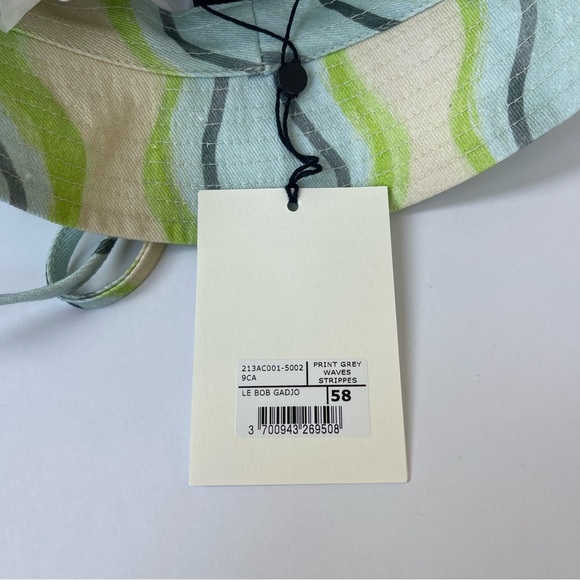 213AC001-5002
9CA
PRINT GREY
WAVES
STRIPPES
LE BOB GADJO
58
3 700943 269508